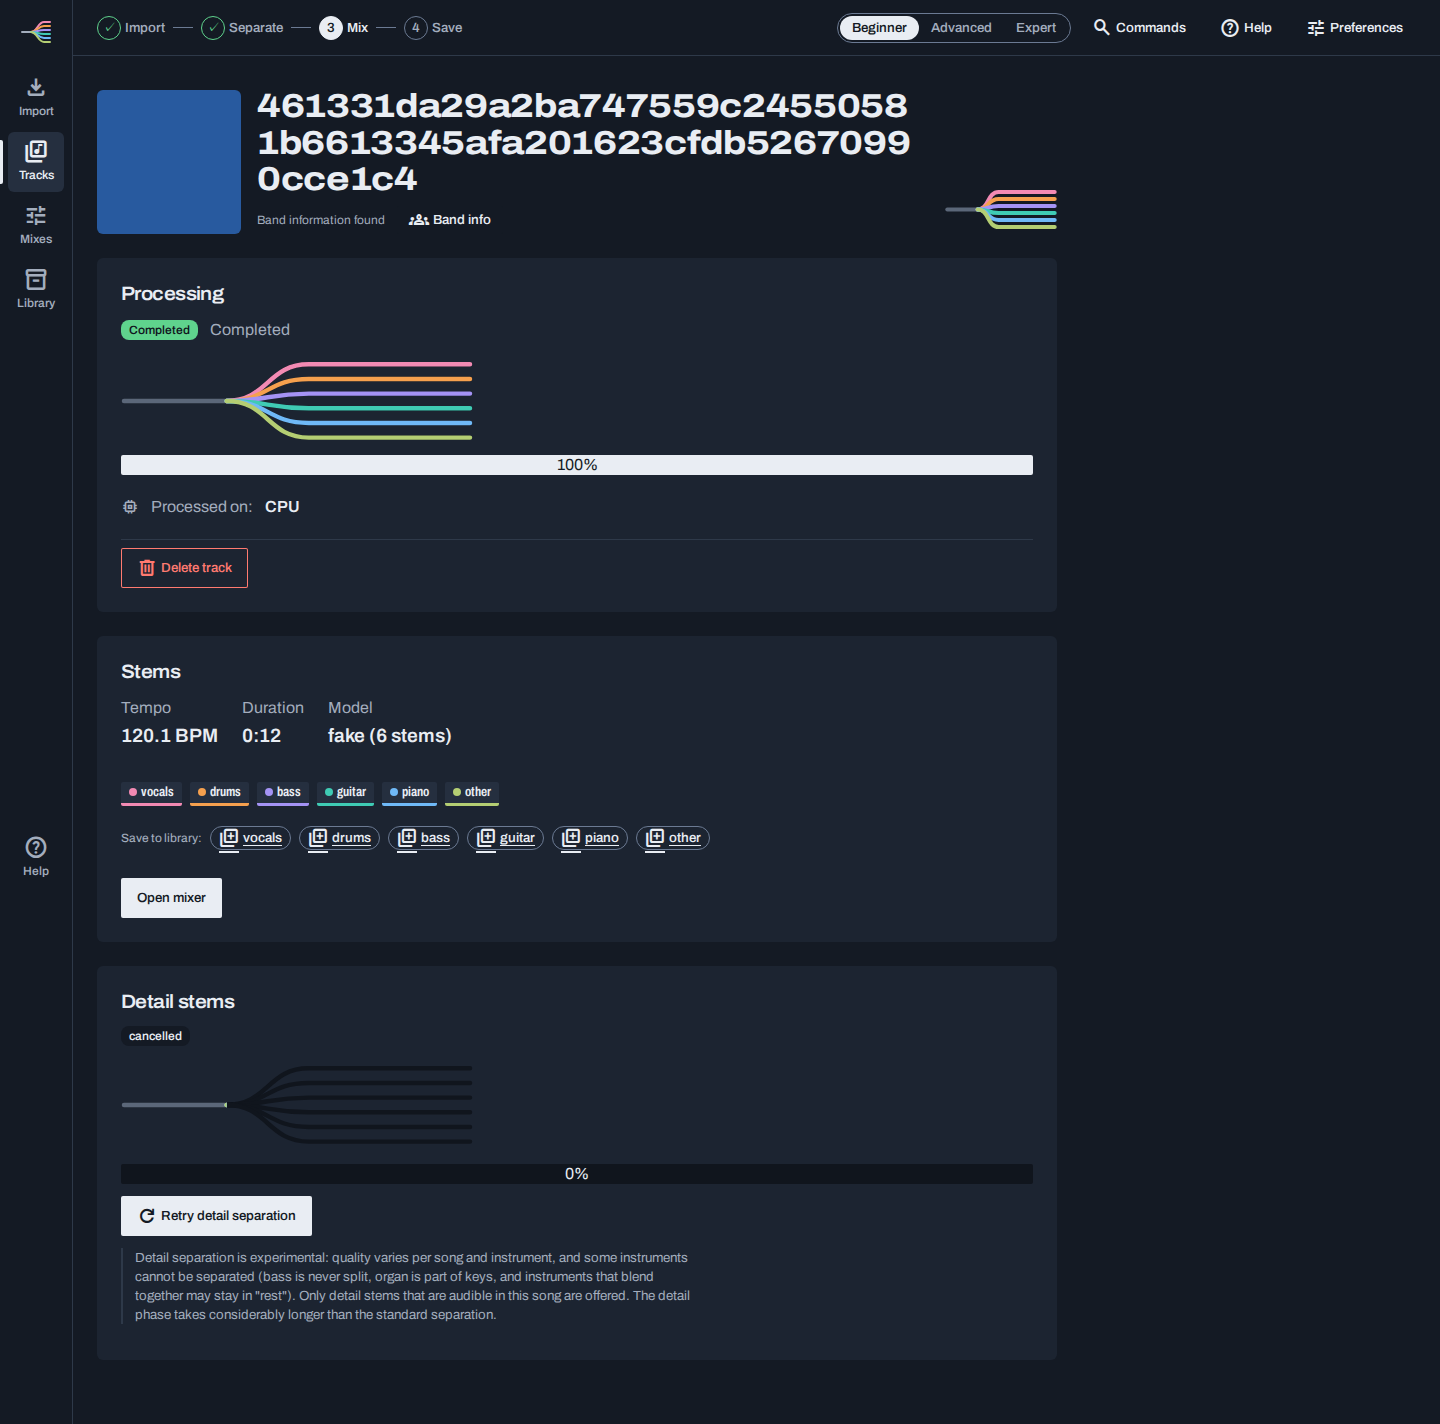 Import
Separate
3 Mix
4 Save
Beginner
Advanced
Expert
Commands
Help
Preferences
Import
Tracks
Mixes
Library
Help
461331da29a2ba747559c2455058
1b6613345afa201623cfdb5267099
0cce1c4
Band information found
Band info
Processing
Completed
Completed
100%
Processed on: CPU
Delete track
Stems
Tempo
Duration
Model
120.1 BPM
0:12
fake (6 stems)
vocals
drums
bass
guitar
piano
other
Save to library:
vocals
drums
bass
guitar
piano
other
Open mixer
Detail stems
cancelled
0%
Retry detail separation
Detail separation is experimental: quality varies per song and instrument, and some instruments
cannot be separated (bass is never split, organ is part of keys, and instruments that blend
together may stay in "rest"). Only detail stems that are audible in this song are offered. The detail
phase takes considerably longer than the standard separation.